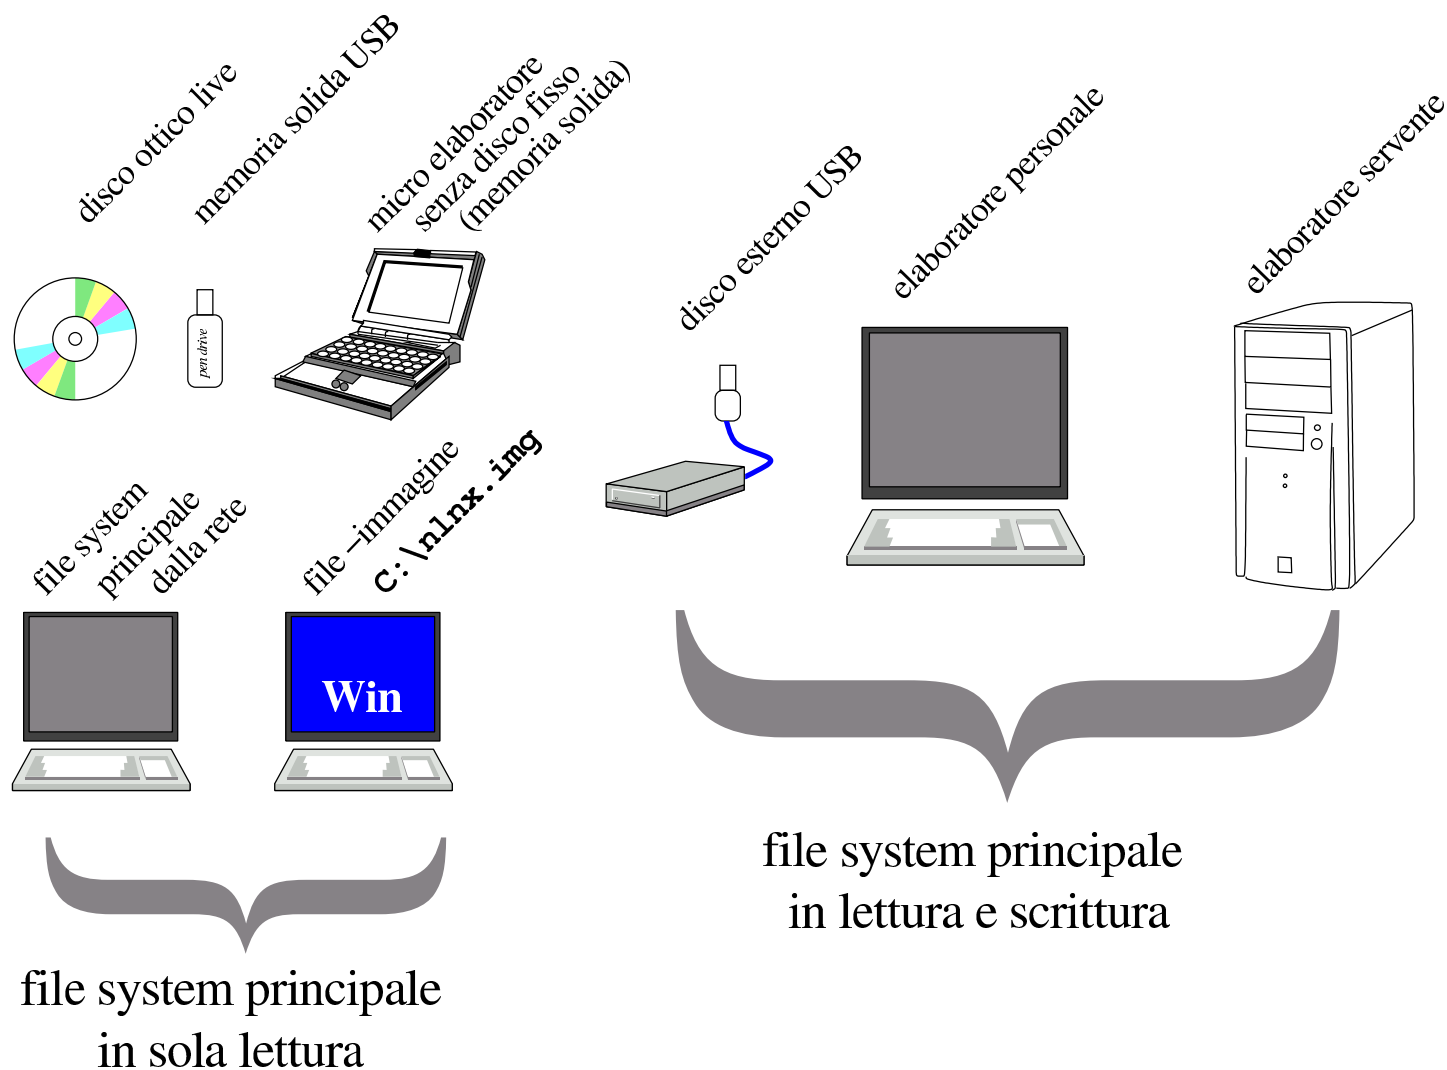 disco ottico live
memoria solida USB
micro elaboratore
senza disco fisso
(memoria solida)
disco esterno USB
elaboratore personale
elaboratore servente
pen drive
file system
principale
dalla rete
file −immagine
C:\nlnx.img
Win
file system principale
in lettura e scrittura
file system principale
in sola lettura